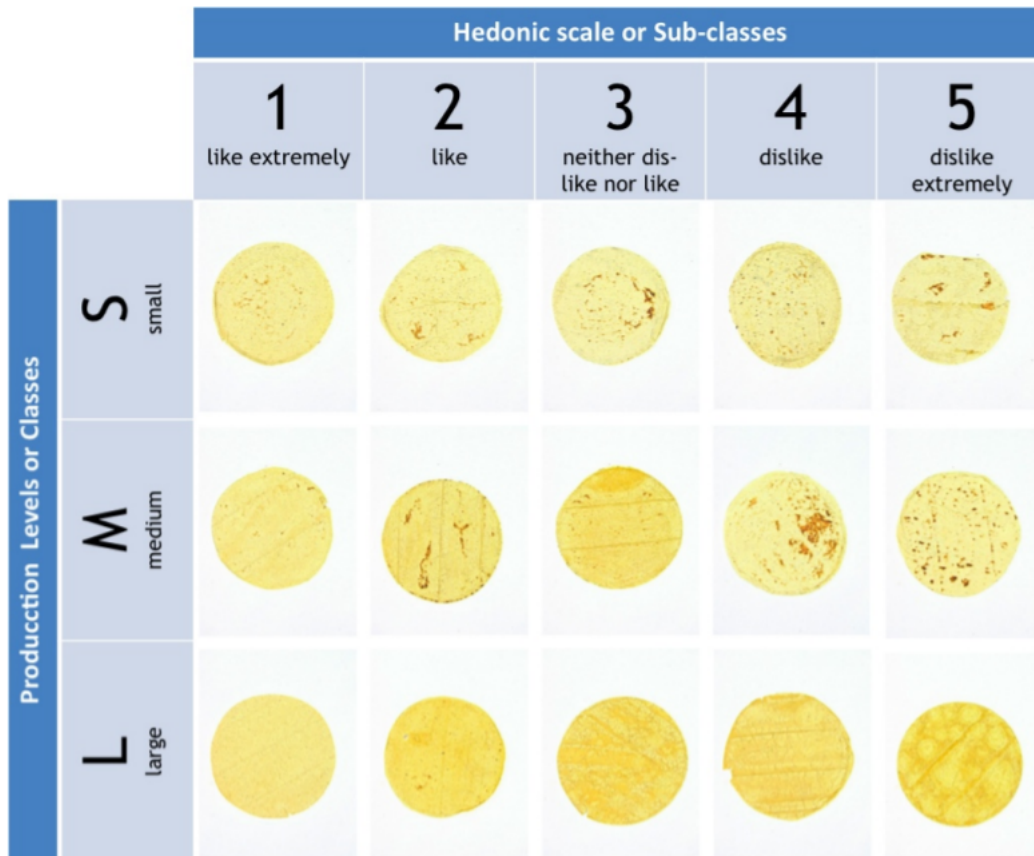 Hedonic scale or Sub-classes
1
like extremely
2
like
3
neither dis-
like nor like
4
dislike
5
dislike
extremely
Producction Levels or Classes
S
small
M
medium
L
large